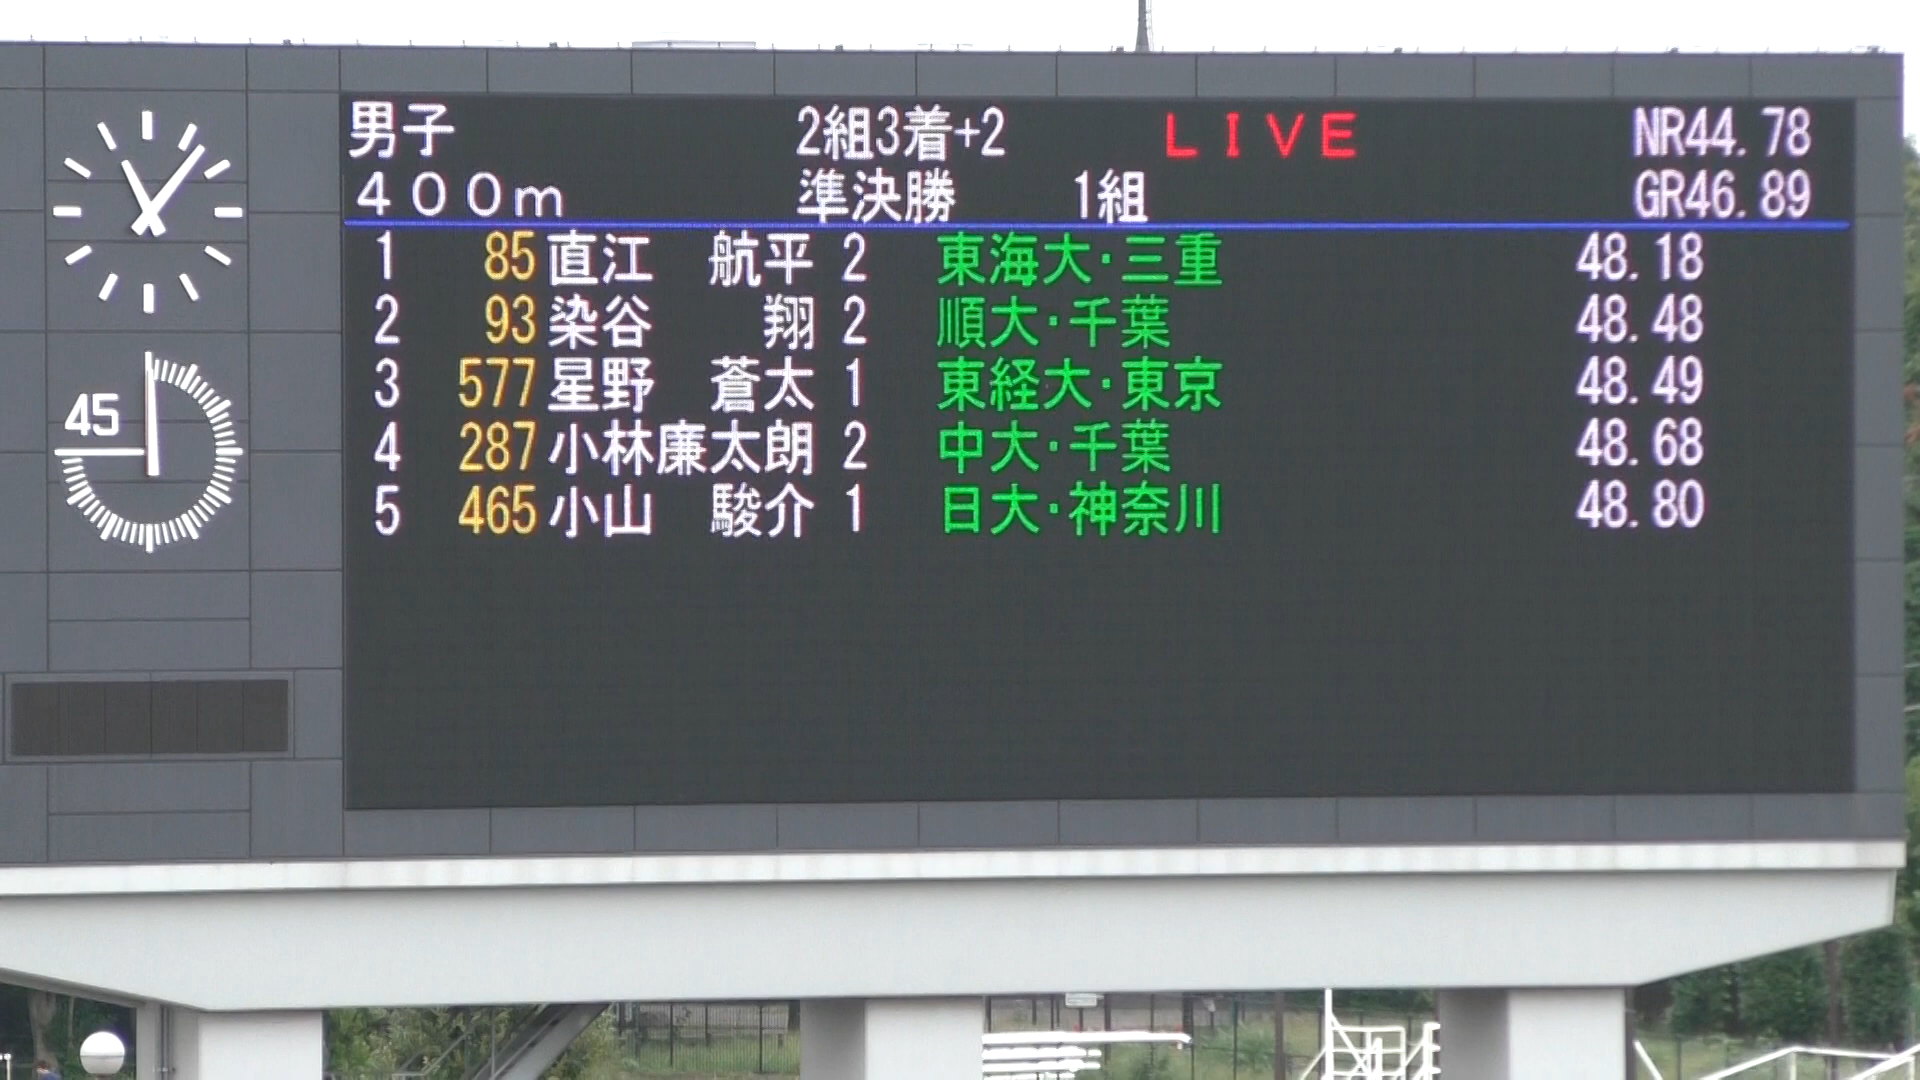 男子 2組3着+2 LIVE NR44.78
400m 準決勝 1組 GR46.89
1 85 直江 航平 2 東海大・三重 48.18
2 93 染谷 翔 2 順大・千葉 48.48
3 577 星野 蒼太 1 東経大・東京 48.49
4 287 小林廉太朗 2 中大・千葉 48.68
5 465 小山 駿介 1 日大・神奈川 48.80
45